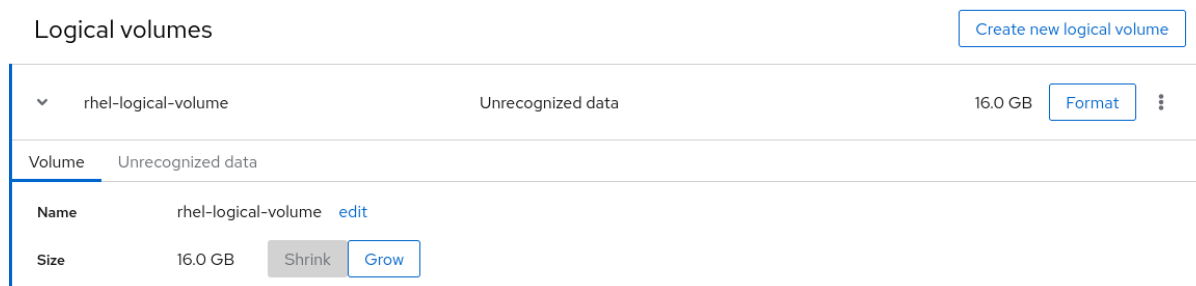 Logical volumes
Create new logical volume
rhel-logical-volume Unrecognized data 16.0 GB Format
Volume Unrecognized data
Name rhel-logical-volume edit
Size 16.0 GB Shrink Grow